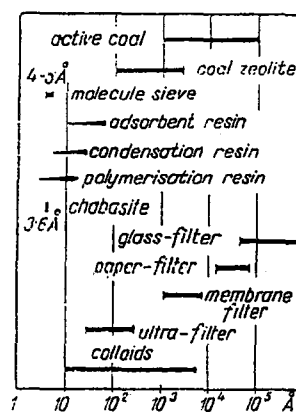 active coal
coal zeolite
4-5Å
molecule sieve
adsorbent resin
condensation resin
polymerisation resin
chabasite
3.6Å
glass-filter
paper-filter
membrane
filter
ultra-filter
colloids
1 10 10² 10³ 10⁴ 10⁵ Å